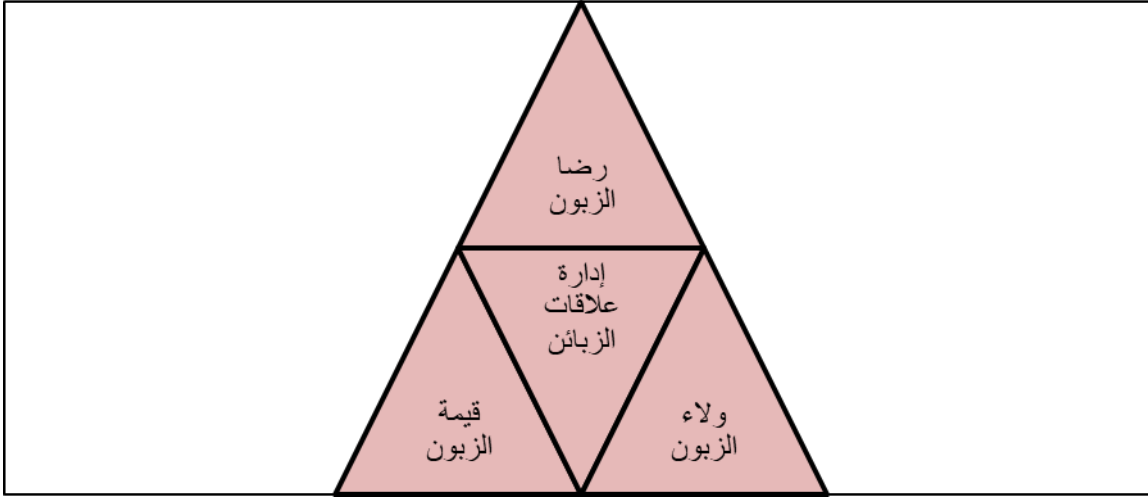 رضا
الزبون
إدارة
علاقات
الزبائن
قيمة
الزبون
ولاء
الزبون